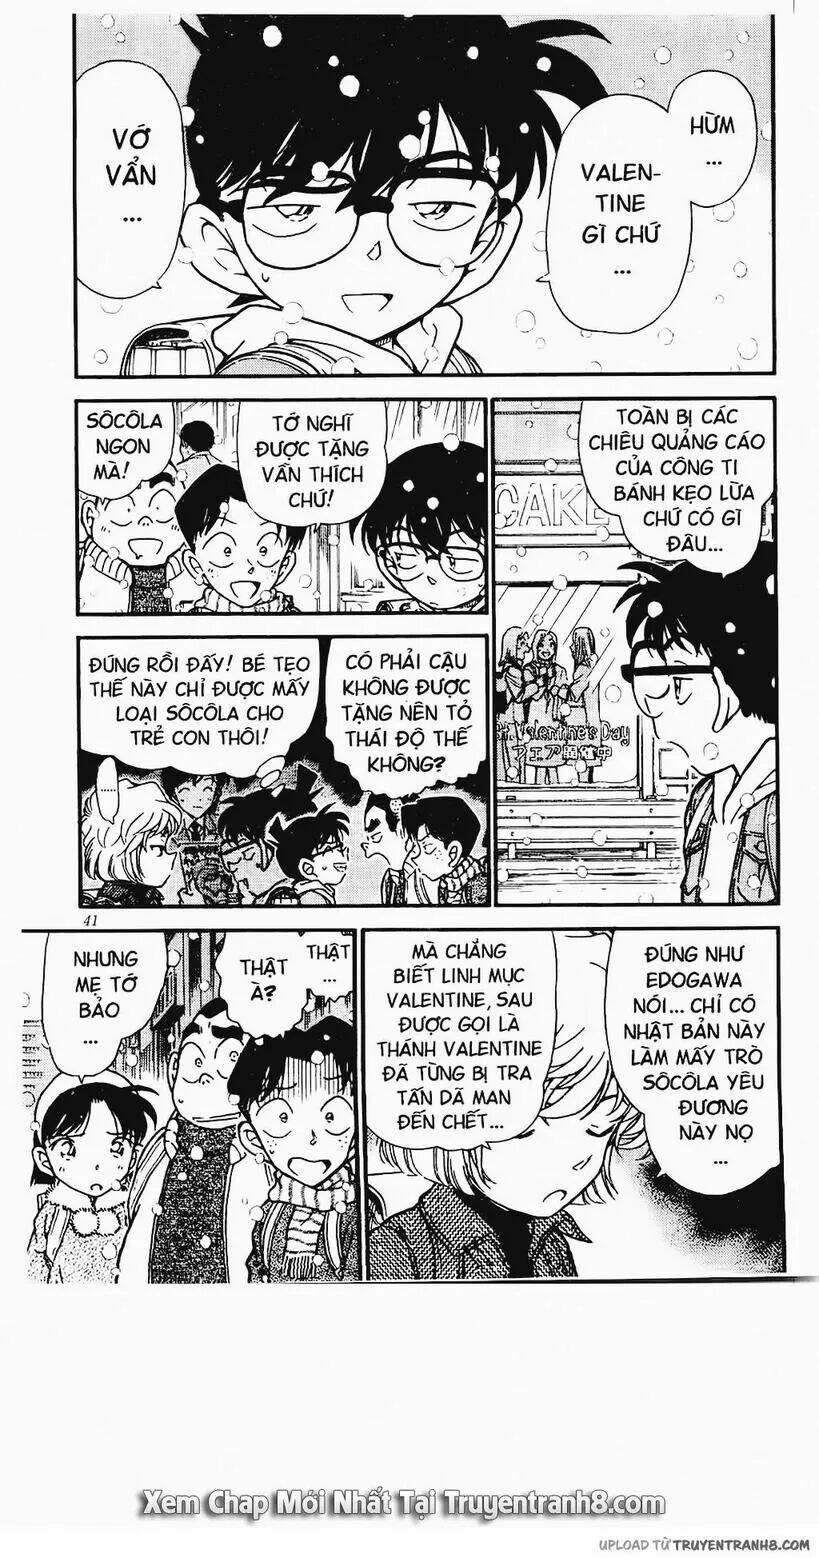 HỪM
...
VALEN-
TINE
GÌ CHỨ
...
VỚ
VẨN
...
TOÀN BỊ CÁC
CHIÊU QUẢNG CÁO
CỦA CÔNG TI
BÁNH KẸO LỪA
CHỨ CÓ GÌ
ĐÂU...
CAKE
St. Valentine's Day
フェア開催中
TỚ NGHĨ
ĐƯỢC TẶNG
VẪN THÍCH
CHỨ!
SÔCÔLA
NGON
MÀ!
CÓ PHẢI CẬU
KHÔNG ĐƯỢC
TẶNG NÊN TỎ
THÁI ĐỘ THẾ
KHÔNG?
ĐÚNG RỒI ĐẤY! BÉ TẸO
THẾ NÀY CHỈ ĐƯỢC MẤY
LOẠI SÔCÔLA CHO
TRẺ CON THÔI!
......
41
ĐÚNG NHƯ
EDOGAWA
NÓI... CHỈ CÓ
NHẬT BẢN NÀY
LÀM MẤY TRÒ
SÔCÔLA YÊU
ĐƯƠNG
NÀY NỌ
...
MÀ CHẲNG
BIẾT LINH MỤC
VALENTINE, SAU
ĐƯỢC GỌI LÀ
THÁNH VALENTINE
ĐÃ TỪNG BỊ TRA
TẤN DÃ MAN
ĐẾN CHẾT...
THẬT
...
THẬT
À?
NHƯNG
MẸ TỚ
BẢO
...
Xem Chap Mới Nhất Tại Truyentranh8.com
UPLOAD TỪ TRUYENTRANH8.COM